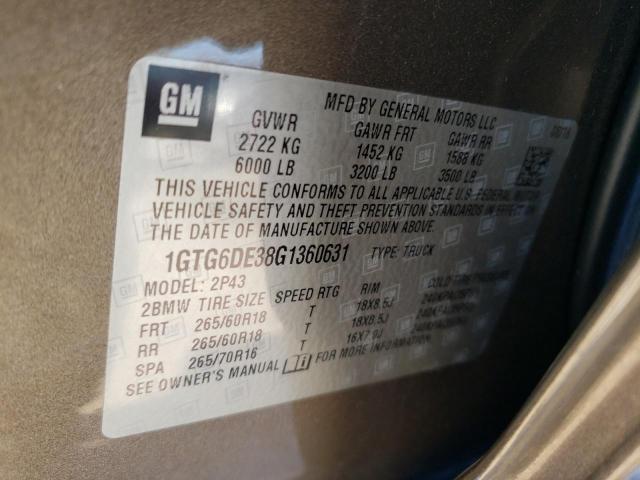 GM
MFD BY GENERAL MOTORS LLC
GVWR GAWR FRT GAWR RR
2722 KG 1452 KG 1588 KG
6000 LB 3200 LB 3500 LB
THIS VEHICLE CONFORMS TO ALL APPLICABLE U.S. FEDERAL MOTOR
VEHICLE SAFETY AND THEFT PREVENTION STANDARDS IN EFFECT
DATE OF MANUFACTURE SHOWN ABOVE.
1GTG6DE38G1360631 TYPE: TRUCK
MODEL: 2P43
2BMW TIRE SIZE SPEED RTG RIM COLD TIRE PRESSURE
FRT 265/60R18 T 18X8.5J
RR 265/60R18 T 18X8.5J
SPA 265/70R16 T 16X7.0J
SEE OWNER'S MANUAL FOR MORE INFORMATION